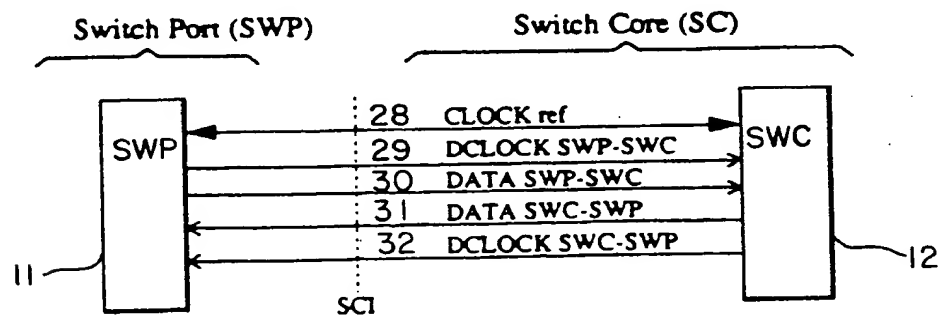 Switch Port (SWP)
Switch Core (SC)
SWP
SWC
28 CLOCK ref
29 DCLOCK SWP-SWC
30 DATA SWP-SWC
31 DATA SWC-SWP
32 DCLOCK SWC-SWP
11
12
SCI